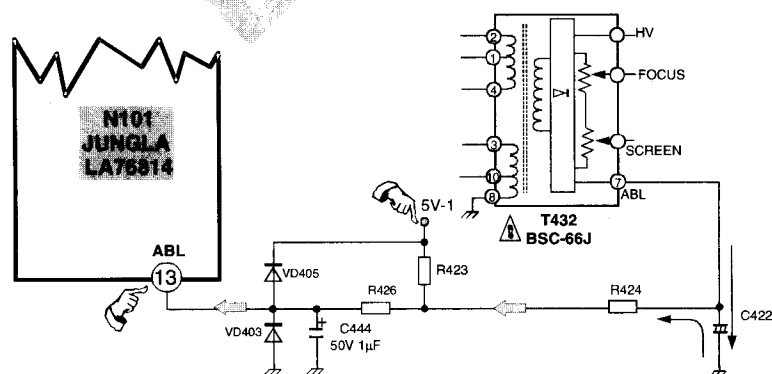 N101
JUNGLA
LA76814
ABL
13
2
1
4
3
10
8
HV
FOCUS
SCREEN
7
ABL
T432
BSC-66J
5V-1
VD405
R423
R426
R424
VD403
C444
50V 1µF
C422